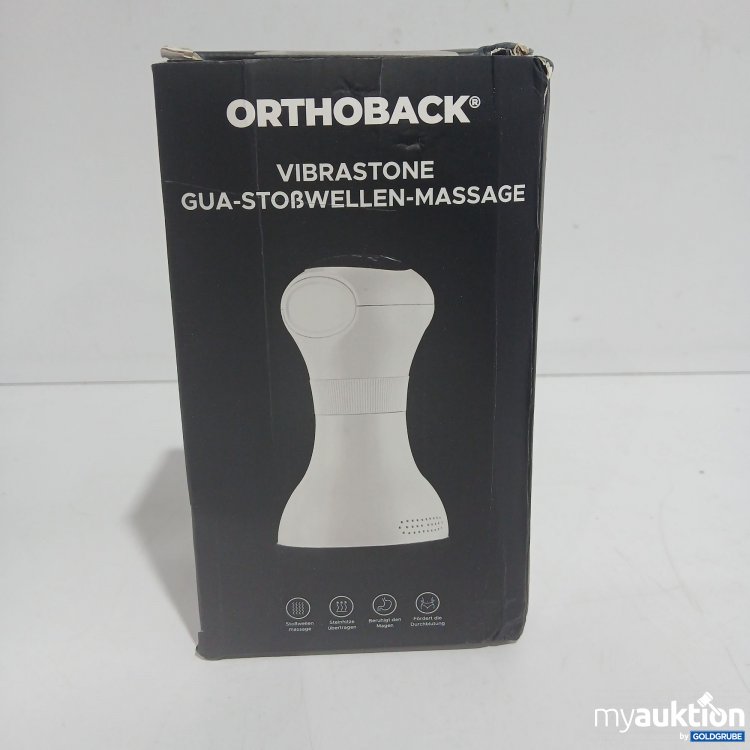 ORTHOBACK®
VIBRASTONE
GUA-STOßWELLEN-MASSAGE
Stoßwellen massage
Steinhitze übertragen
Beruhigt den Magen
Fördert die Durchblutung
myauktion
by GOLDGRUBE